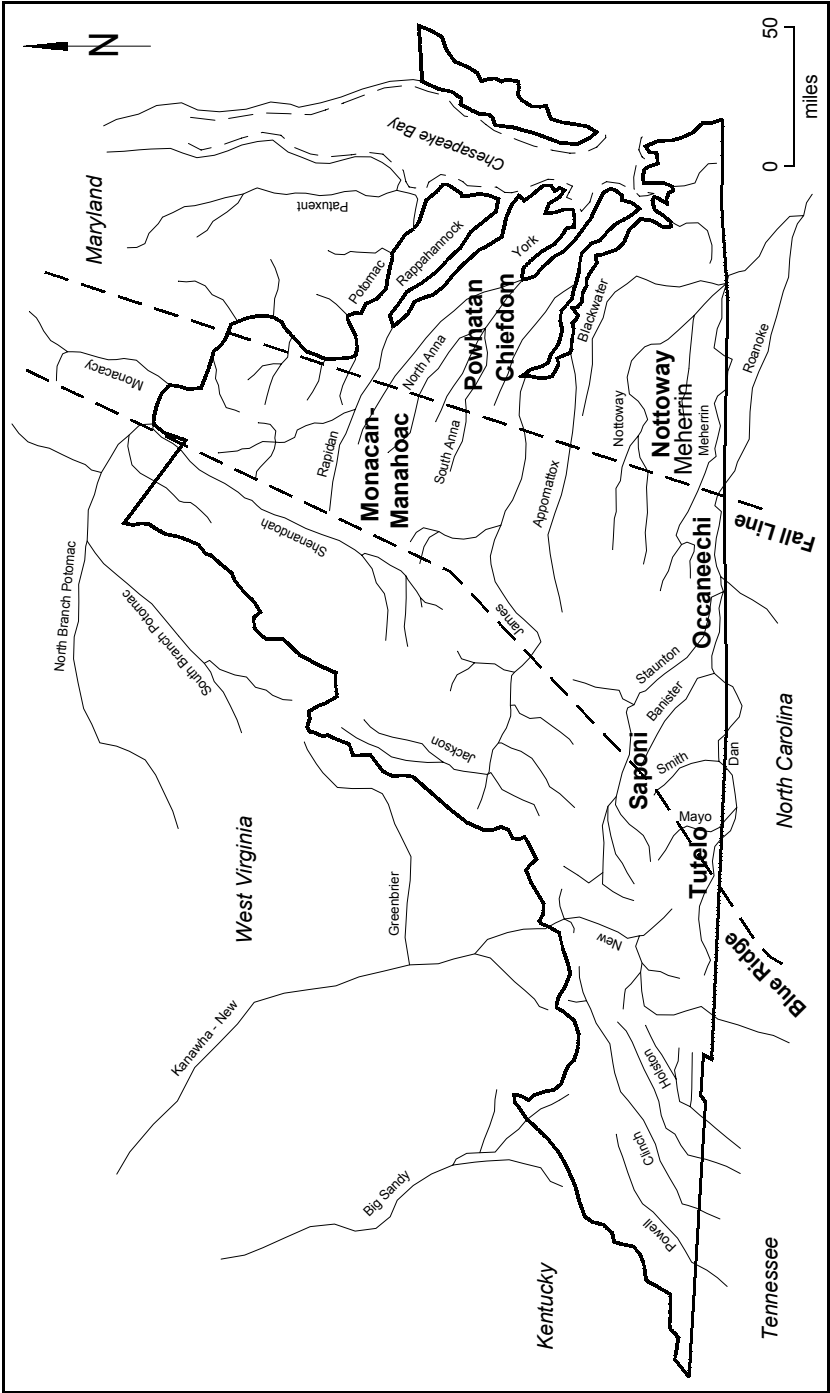 N
50
0
miles
Maryland
Chesapeake Bay
Patuxent
Potomac
Rappahannock
York
Powhatan
Chiefdom
Blackwater
Monacacy
North Anna
South Anna
Rapidan
Monacan-
Manahoac
Nottoway
Nottoway
Meherrin
Meherrin
Roanoke
Appomattox
Fall Line
Shenandoah
North Branch Potomac
South Branch Potomac
James
Occaneechi
Staunton
Banister
Jackson
Saponi
Smith
Dan
Mayo
Tutelo
North Carolina
West Virginia
Greenbrier
New
Blue Ridge
Kanawha - New
Holston
Clinch
Powell
Big Sandy
Kentucky
Tennessee